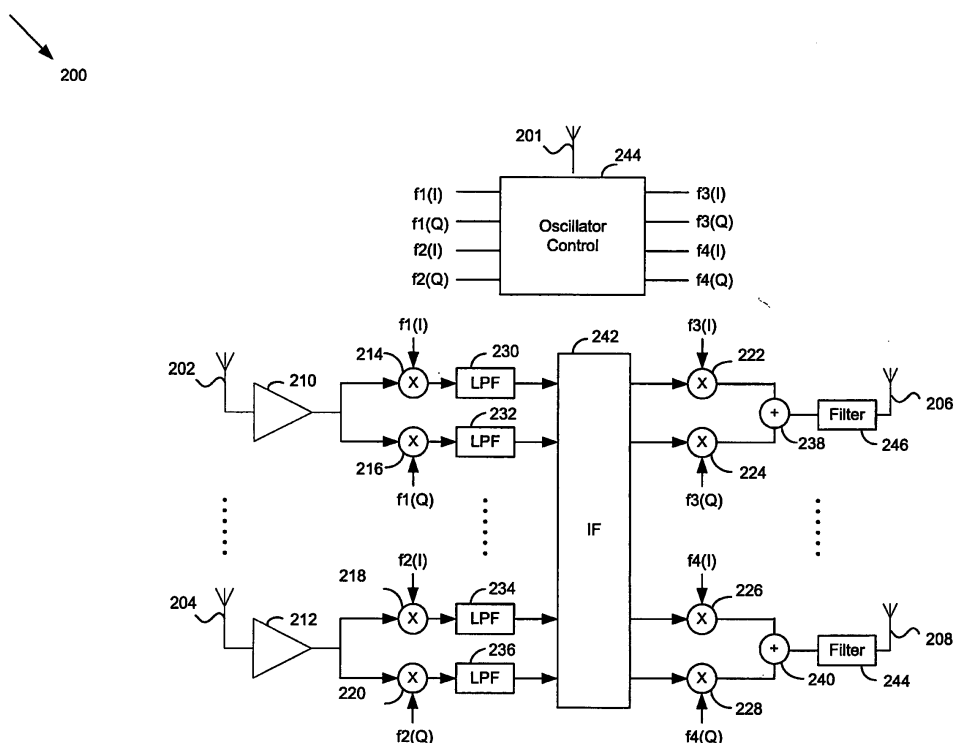 200
201
244
f1(I)
f1(Q)
f2(I)
f2(Q)
Oscillator
Control
f3(I)
f3(Q)
f4(I)
f4(Q)
f1(I)
242
f3(I)
202
210
214
X
230
LPF
X
222
206
232
216
X
LPF
X
224
+
238
Filter
246
f1(Q)
f3(Q)
IF
f2(I)
f4(I)
204
212
218
X
234
LPF
X
226
208
236
220
X
LPF
X
228
+
240
Filter
244
f2(Q)
f4(Q)